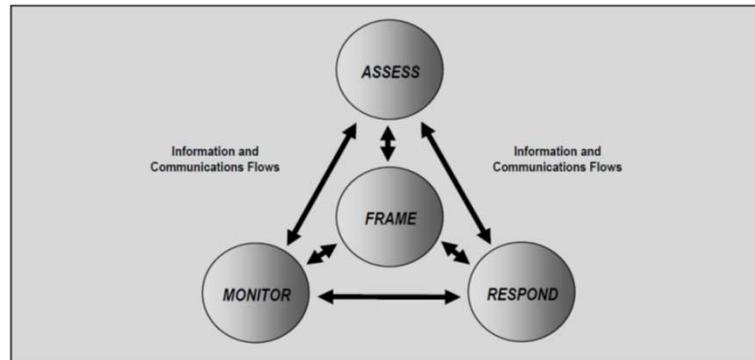 ASSESS
Information and
Communications Flows
Information and
Communications Flows
FRAME
MONITOR
RESPOND